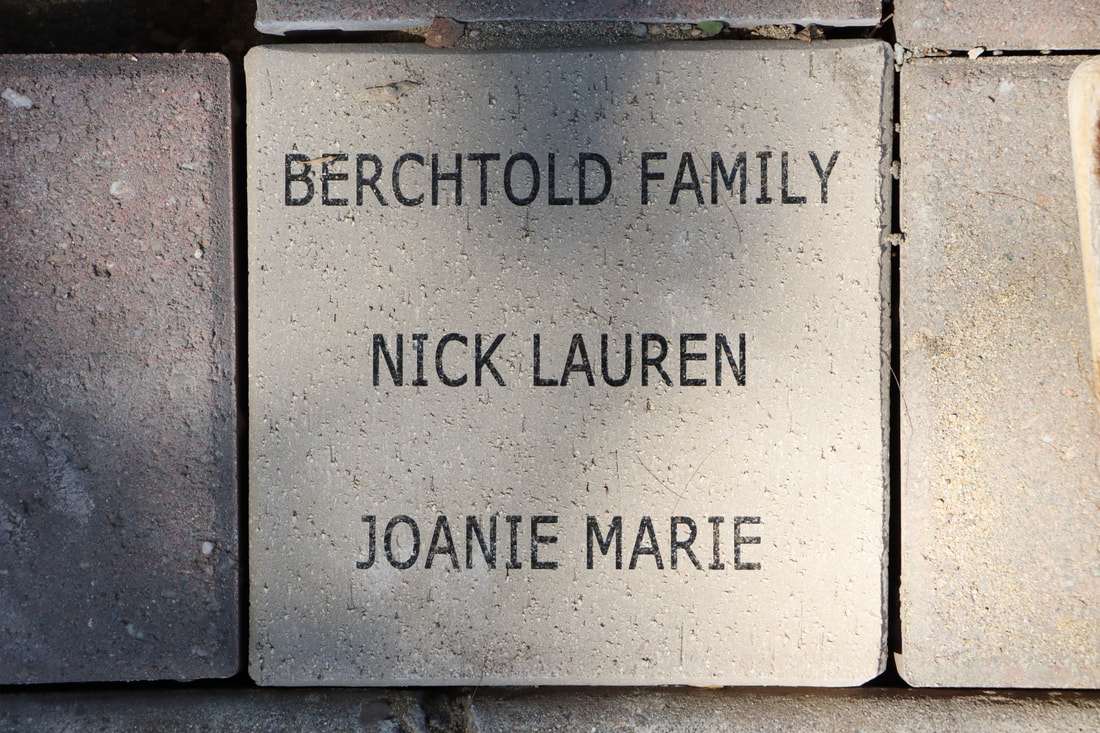 BERCHTOLD FAMILY
NICK LAUREN
JOANIE MARIE